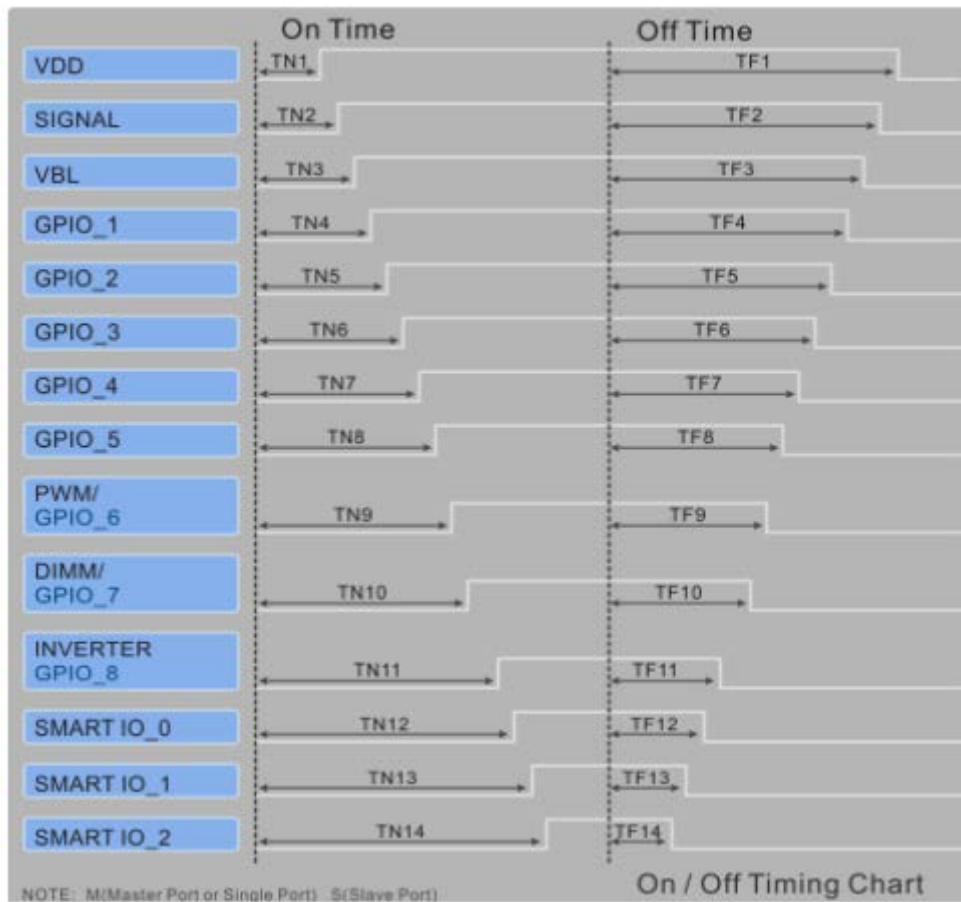 On Time Off Time
VDD TN1 TF1
SIGNAL TN2 TF2
VBL TN3 TF3
GPIO_1 TN4 TF4
GPIO_2 TN5 TF5
GPIO_3 TN6 TF6
GPIO_4 TN7 TF7
GPIO_5 TN8 TF8
PWM/
GPIO_6 TN9 TF9
DIMM/
GPIO_7 TN10 TF10
INVERTER
GPIO_8 TN11 TF11
SMART IO_0 TN12 TF12
SMART IO_1 TN13 TF13
SMART IO_2 TN14 TF14
On / Off Timing Chart
NOTE: M(Master Port or Single Port) S(Slave Port)